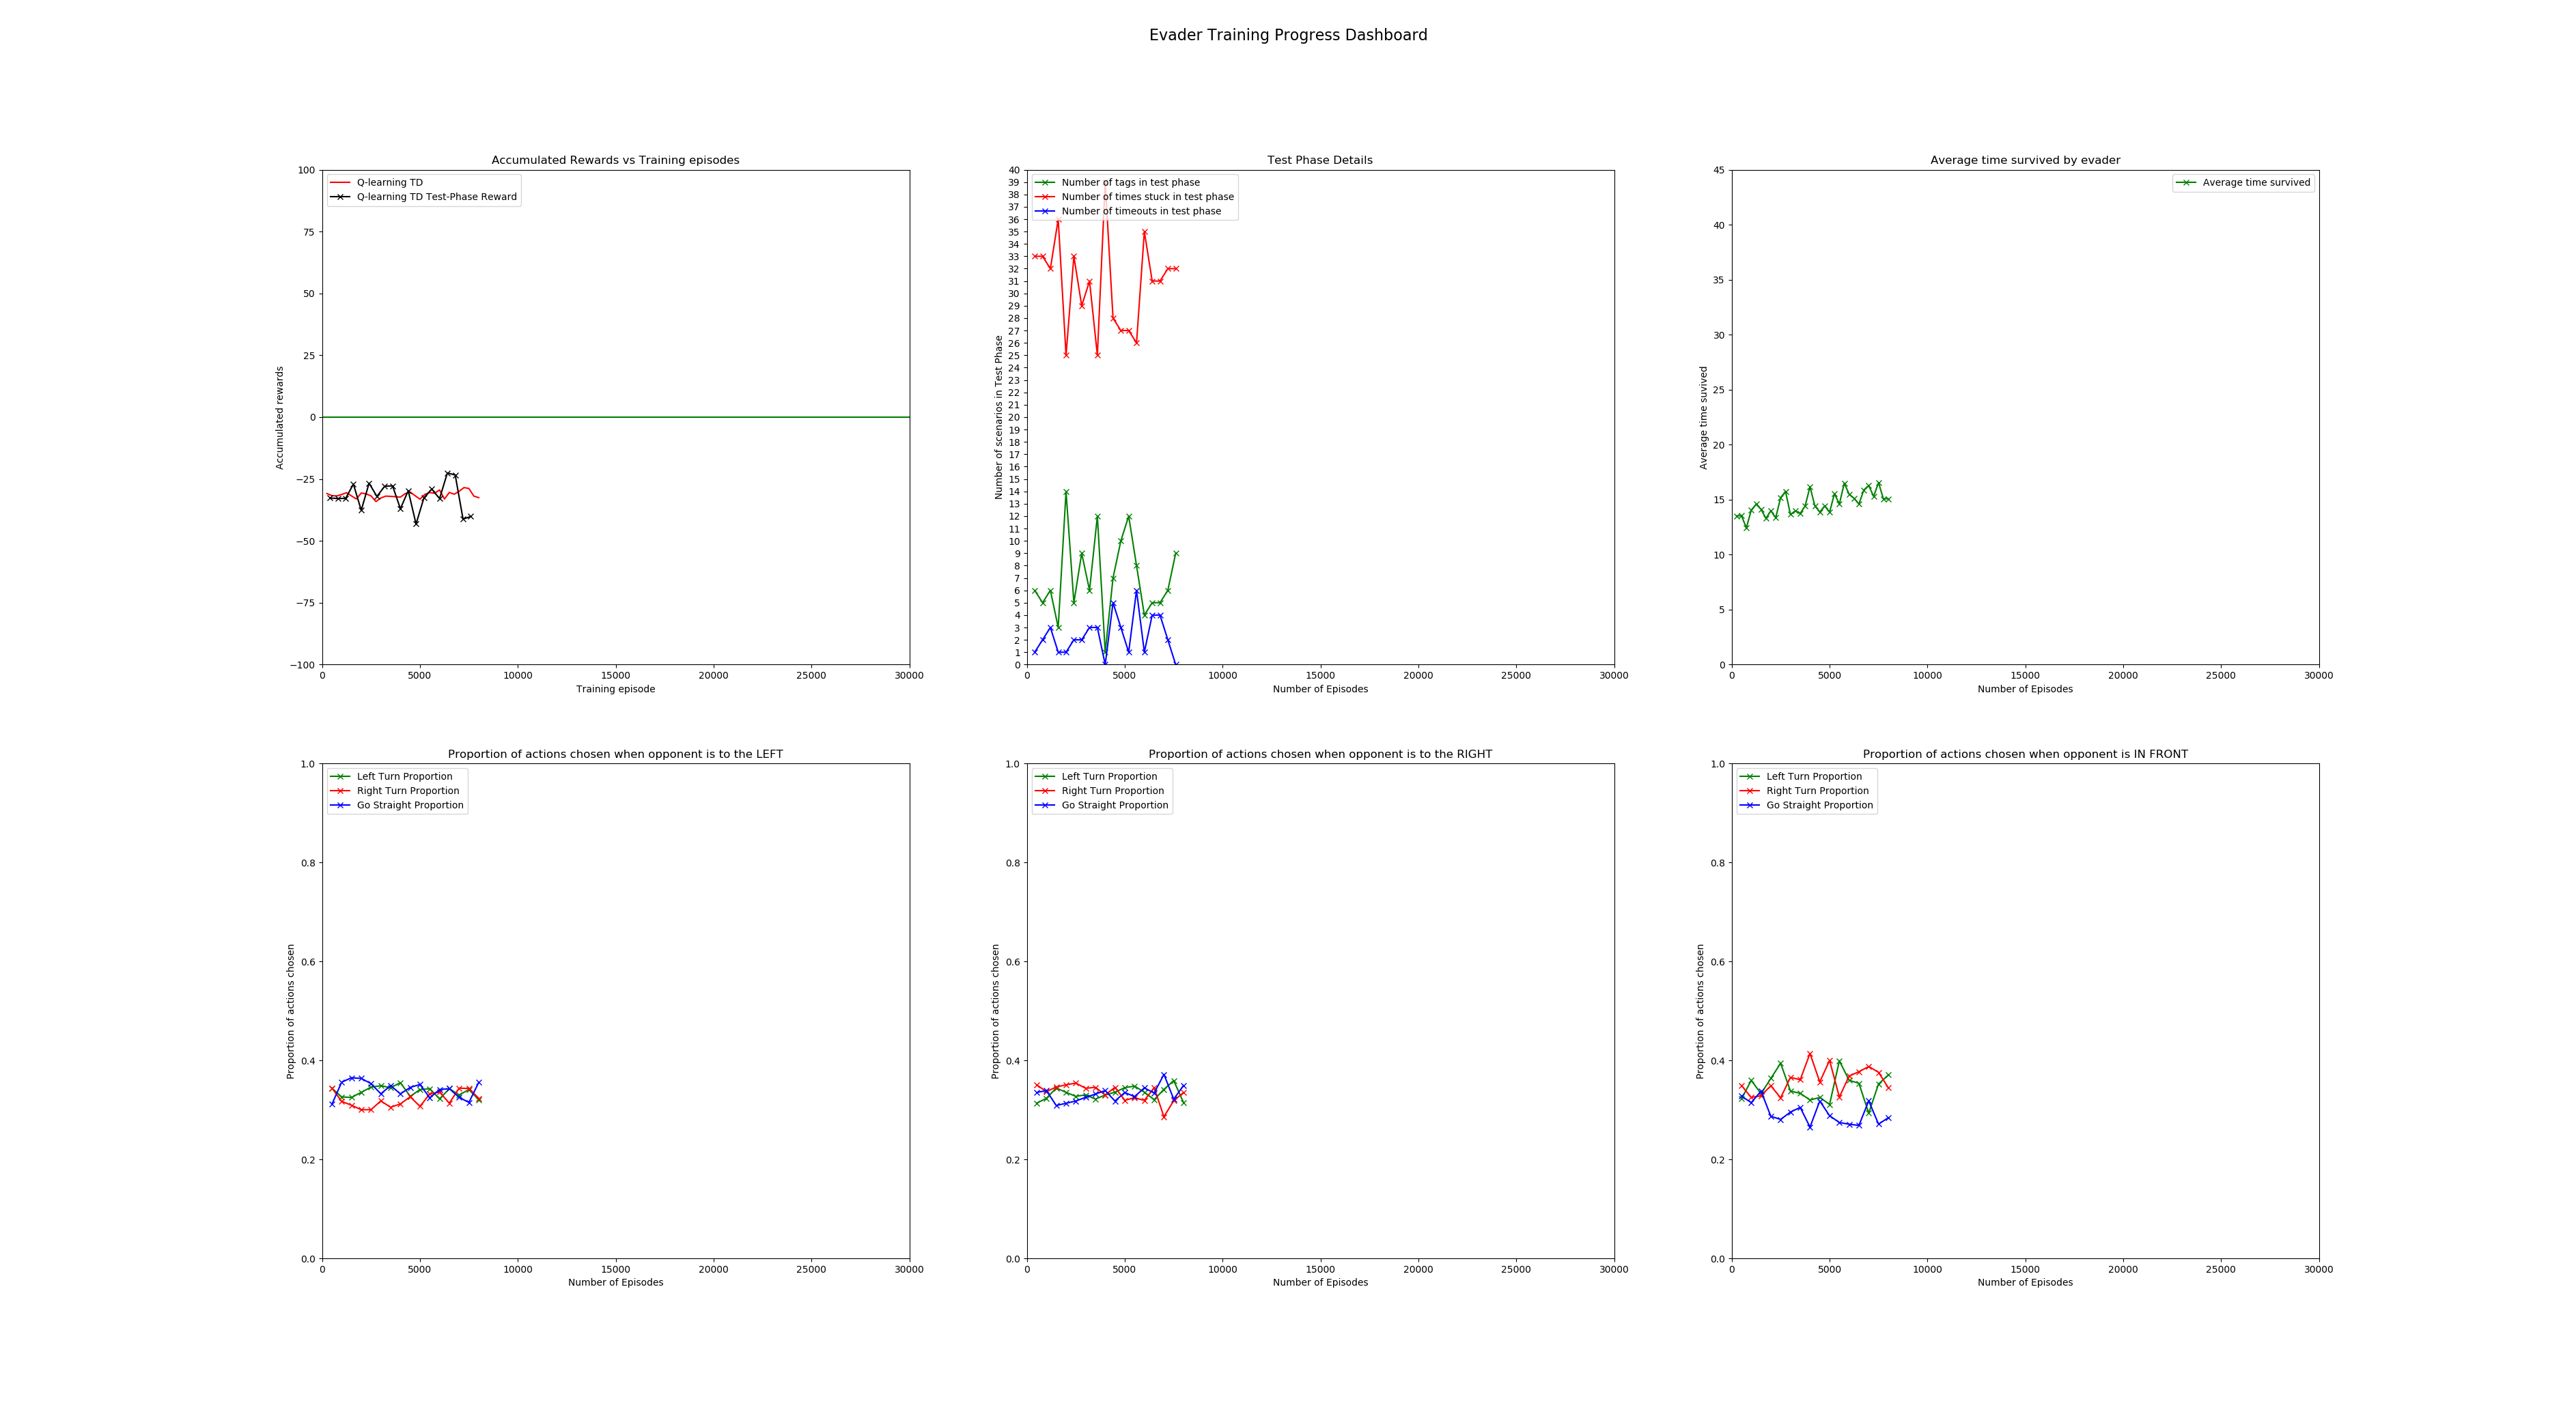 Evader Training Progress Dashboard
Accumulated Rewards vs Training episodes
Q-learning TD
Q-learning TD Test-Phase Reward
100
75
50
25
0
−25
−50
−75
−100
Accumulated rewards
0 5000 10000 15000 20000 25000 30000
Training episode
Test Phase Details
Number of tags in test phase
Number of times stuck in test phase
Number of timeouts in test phase
40
39
38
37
36
35
34
33
32
31
30
29
28
27
26
25
24
23
22
21
20
19
18
17
16
15
14
13
12
11
10
9
8
7
6
5
4
3
2
1
0
Number of scenarios in Test Phase
0 5000 10000 15000 20000 25000 30000
Number of Episodes
Average time survived by evader
Average time survived
45
40
35
30
25
20
15
10
5
0
Average time suvived
0 5000 10000 15000 20000 25000 30000
Number of Episodes
Proportion of actions chosen when opponent is to the LEFT
Left Turn Proportion
Right Turn Proportion
Go Straight Proportion
1.0
0.8
0.6
0.4
0.2
0.0
Proportion of actions chosen
0 5000 10000 15000 20000 25000 30000
Number of Episodes
Proportion of actions chosen when opponent is to the RIGHT
Left Turn Proportion
Right Turn Proportion
Go Straight Proportion
1.0
0.8
0.6
0.4
0.2
0.0
Proportion of actions chosen
0 5000 10000 15000 20000 25000 30000
Number of Episodes
Proportion of actions chosen when opponent is IN FRONT
Left Turn Proportion
Right Turn Proportion
Go Straight Proportion
1.0
0.8
0.6
0.4
0.2
0.0
Proportion of actions chosen
0 5000 10000 15000 20000 25000 30000
Number of Episodes